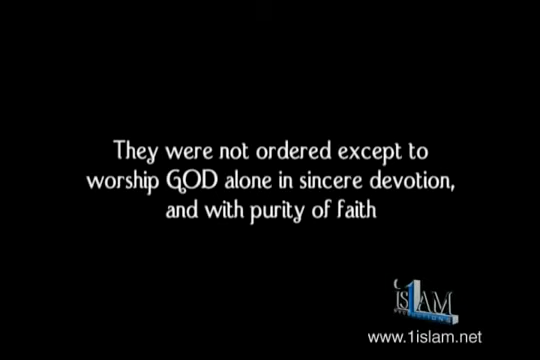 They were not ordered except to
worship GOD alone in sincere devotion,
and with purity of faith
1SLAM
PRODUCTIONS
www.1islam.net